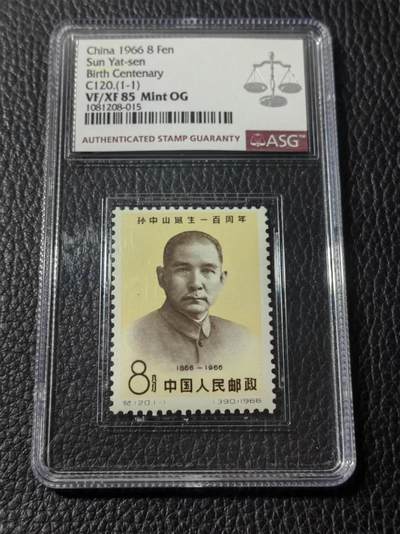 China 1966 8 Fen
Sun Yat-sen
Birth Centenary
C120.(1-1)
VF/XF 85 Mint OG
1081208-015
AUTHENTICATED STAMP GUARANTY ASG™
孙中山诞生一百周年
1866-1966
8分 中国人民邮政
纪120.1-1 (390)1966